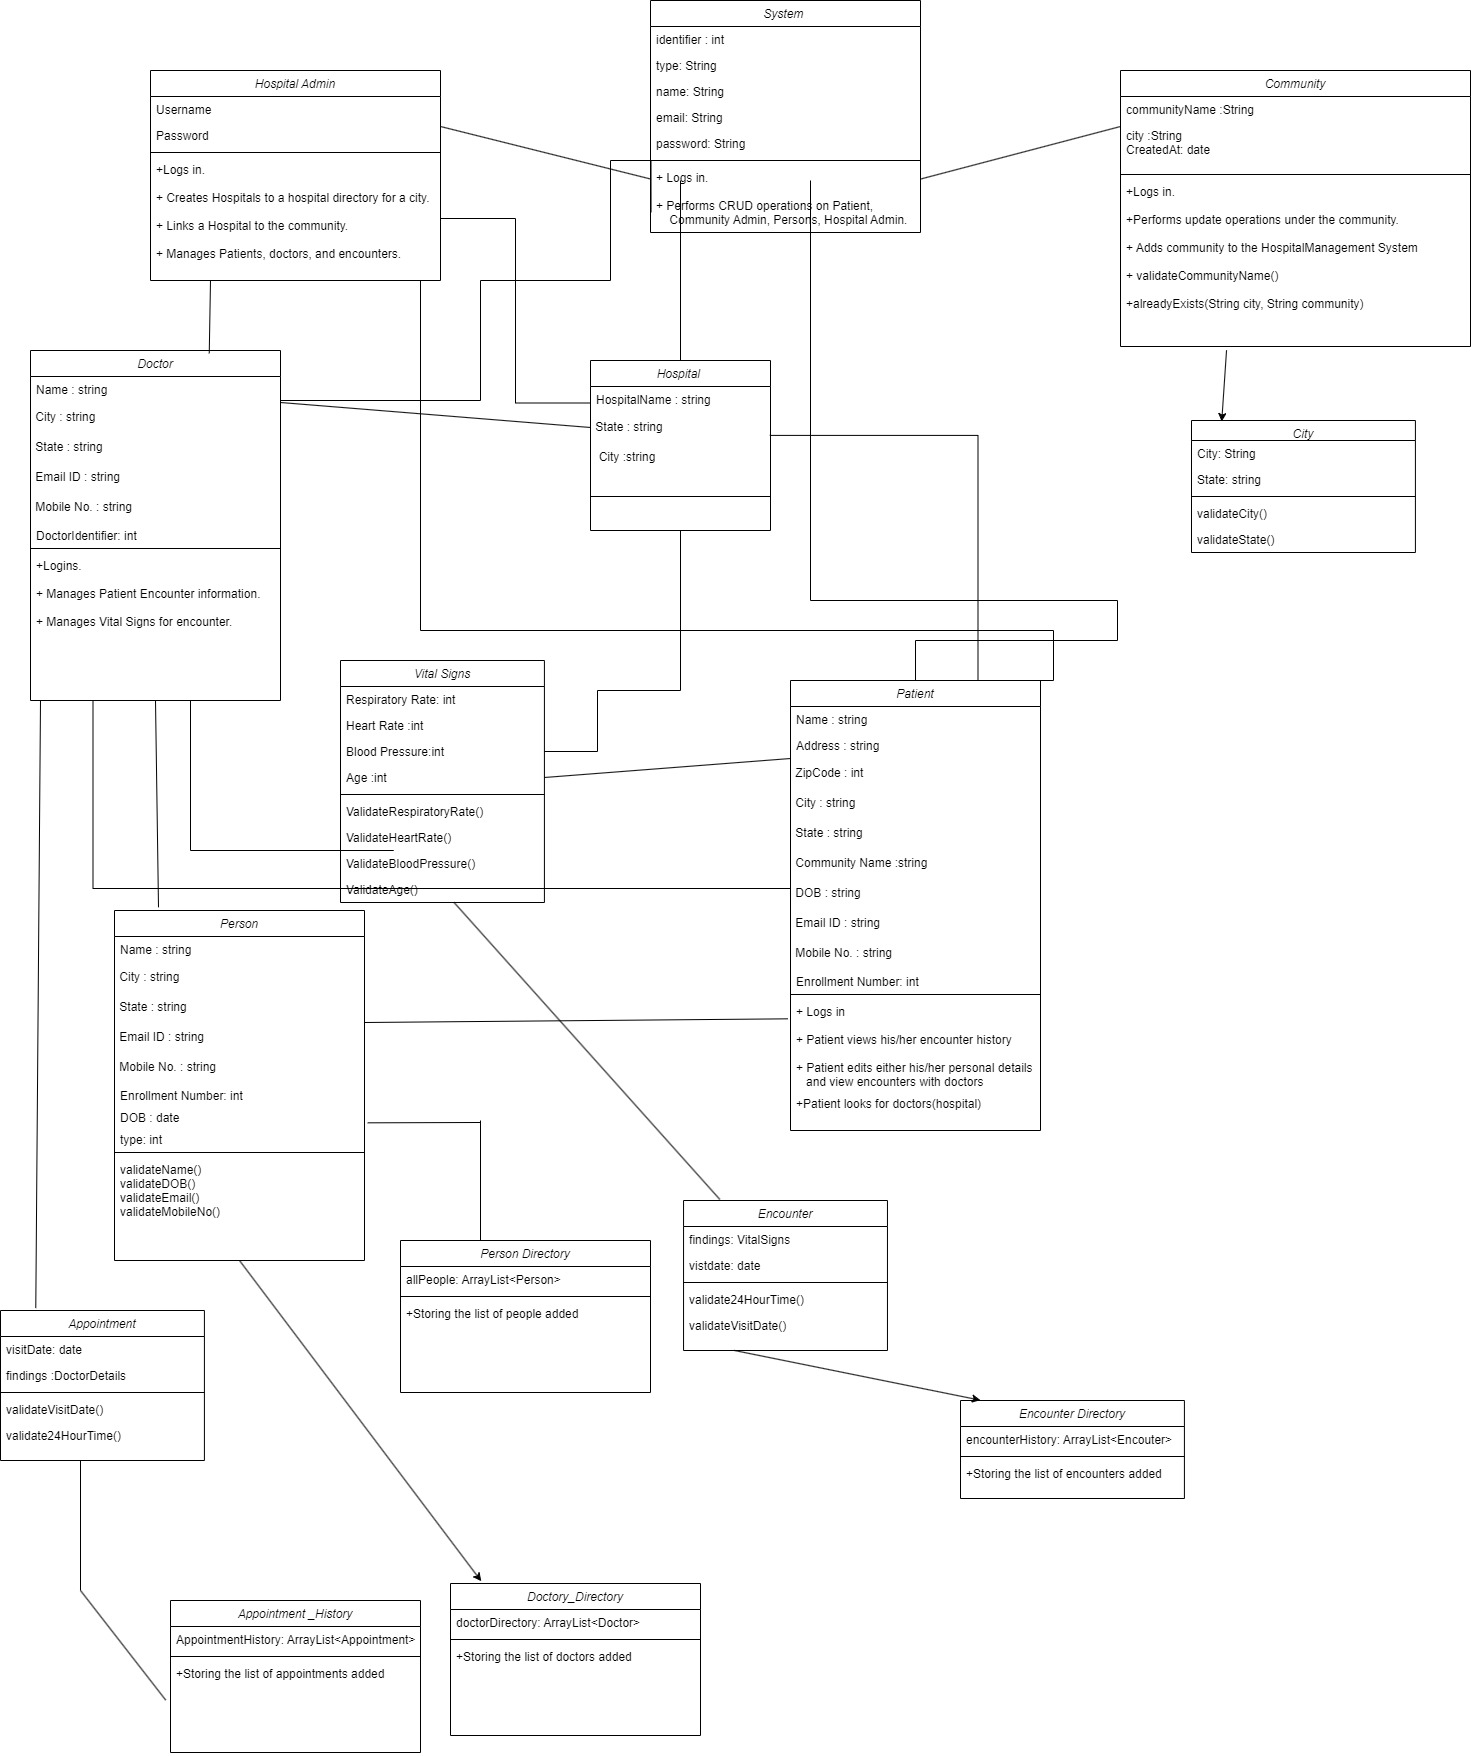 System
identifier : int
type: String
name: String
email: String
password: String
+ Logs in.
+ Performs CRUD operations on Patient,
Community Admin, Persons, Hospital Admin.
Hospital Admin
Username
Password
+Logs in.
+ Creates Hospitals to a hospital directory for a city.
+ Links a Hospital to the community.
+ Manages Patients, doctors, and encounters.
Community
communityName :String
city :String
CreatedAt: date
+Logs in.
+Performs update operations under the community.
+ Adds community to the HospitalManagement System
+ validateCommunityName()
+alreadyExists(String city, String community)
Doctor
Name : string
City : string
State : string
Email ID : string
Mobile No. : string
DoctorIdentifier: int
+Logins.
+ Manages Patient Encounter information.
+ Manages Vital Signs for encounter.
Hospital
HospitalName : string
State : string
City :string
City
City: String
State: string
validateCity()
validateState()
Vital Signs
Respiratory Rate: int
Heart Rate :int
Blood Pressure:int
Age :int
ValidateRespiratoryRate()
ValidateHeartRate()
ValidateBloodPressure()
ValidateAge()
Patient
Name : string
Address : string
ZipCode : int
City : string
State : string
Community Name :string
DOB : string
Email ID : string
Mobile No. : string
Enrollment Number: int
+ Logs in
+ Patient views his/her encounter history
+ Patient edits either his/her personal details
and view encounters with doctors
+Patient looks for doctors(hospital)
Person
Name : string
City : string
State : string
Email ID : string
Mobile No. : string
Enrollment Number: int
DOB : date
type: int
validateName()
validateDOB()
validateEmail()
validateMobileNo()
Person Directory
allPeople: ArrayList<Person>
+Storing the list of people added
Encounter
findings: VitalSigns
vistdate: date
validate24HourTime()
validateVisitDate()
Appointment
visitDate: date
findings :DoctorDetails
validateVisitDate()
validate24HourTime()
Encounter Directory
encounterHistory: ArrayList<Encouter>
+Storing the list of encounters added
Appointment _History
AppointmentHistory: ArrayList<Appointment>
+Storing the list of appointments added
Doctory_Directory
doctorDirectory: ArrayList<Doctor>
+Storing the list of doctors added